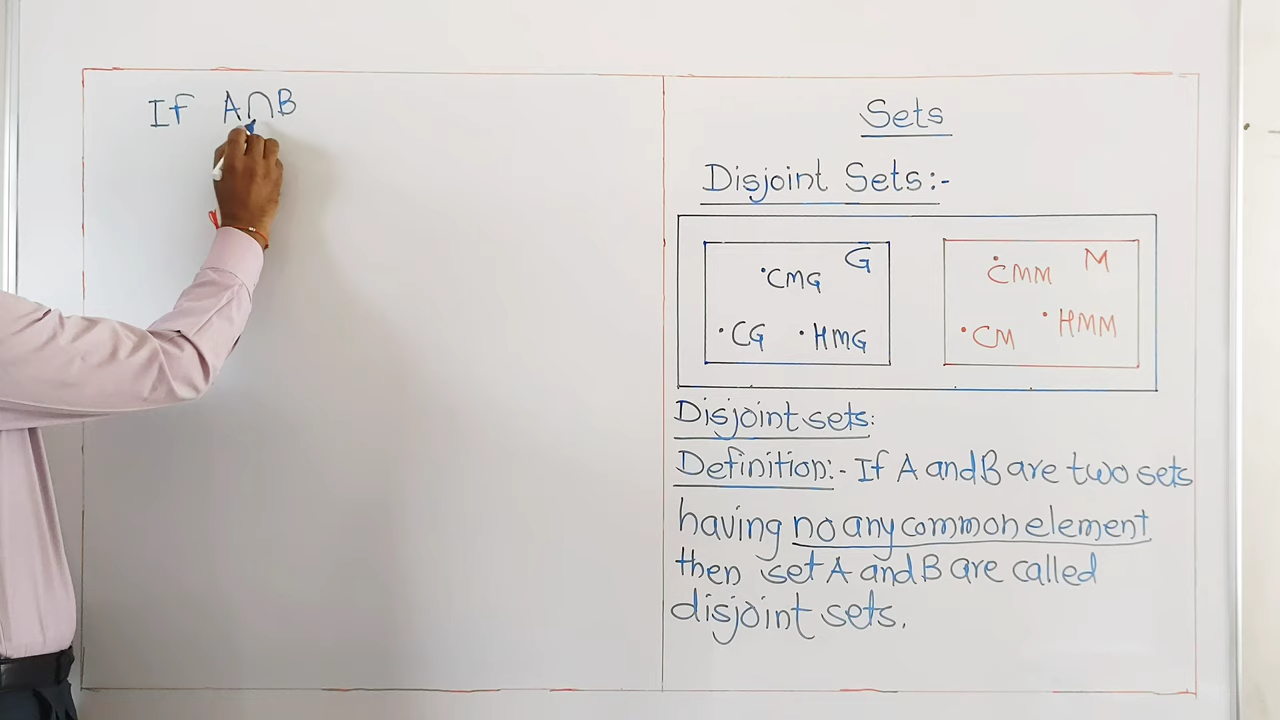 If A∩B
Sets
Disjoint Sets:-
G
•CMG
•CG •HMG
M
•CMM
•HMM
•CM
Disjoint sets:
Definition:- If A and B are two sets
having no any common element
then set A and B are called
disjoint sets.